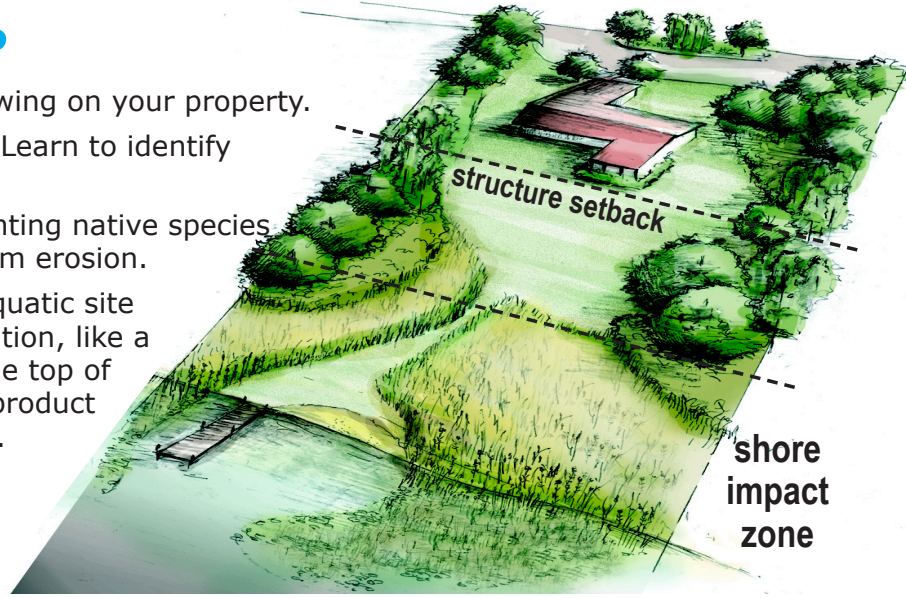 wing on your property.
Learn to identify
nting native species
m erosion.
quatic site
tion, like a
e top of
product
.
structure setback
shore
impact
zone